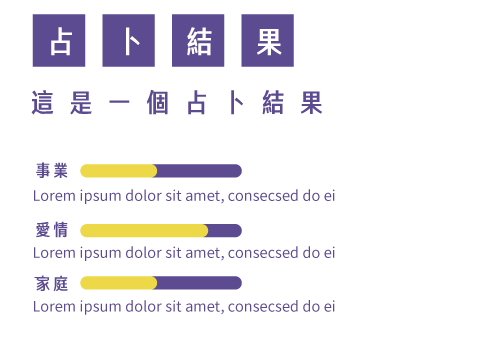 占卜結果
這是一個占卜結果
事業
Lorem ipsum dolor sit amet, consecsed do ei
愛情
Lorem ipsum dolor sit amet, consecsed do ei
家庭
Lorem ipsum dolor sit amet, consecsed do ei